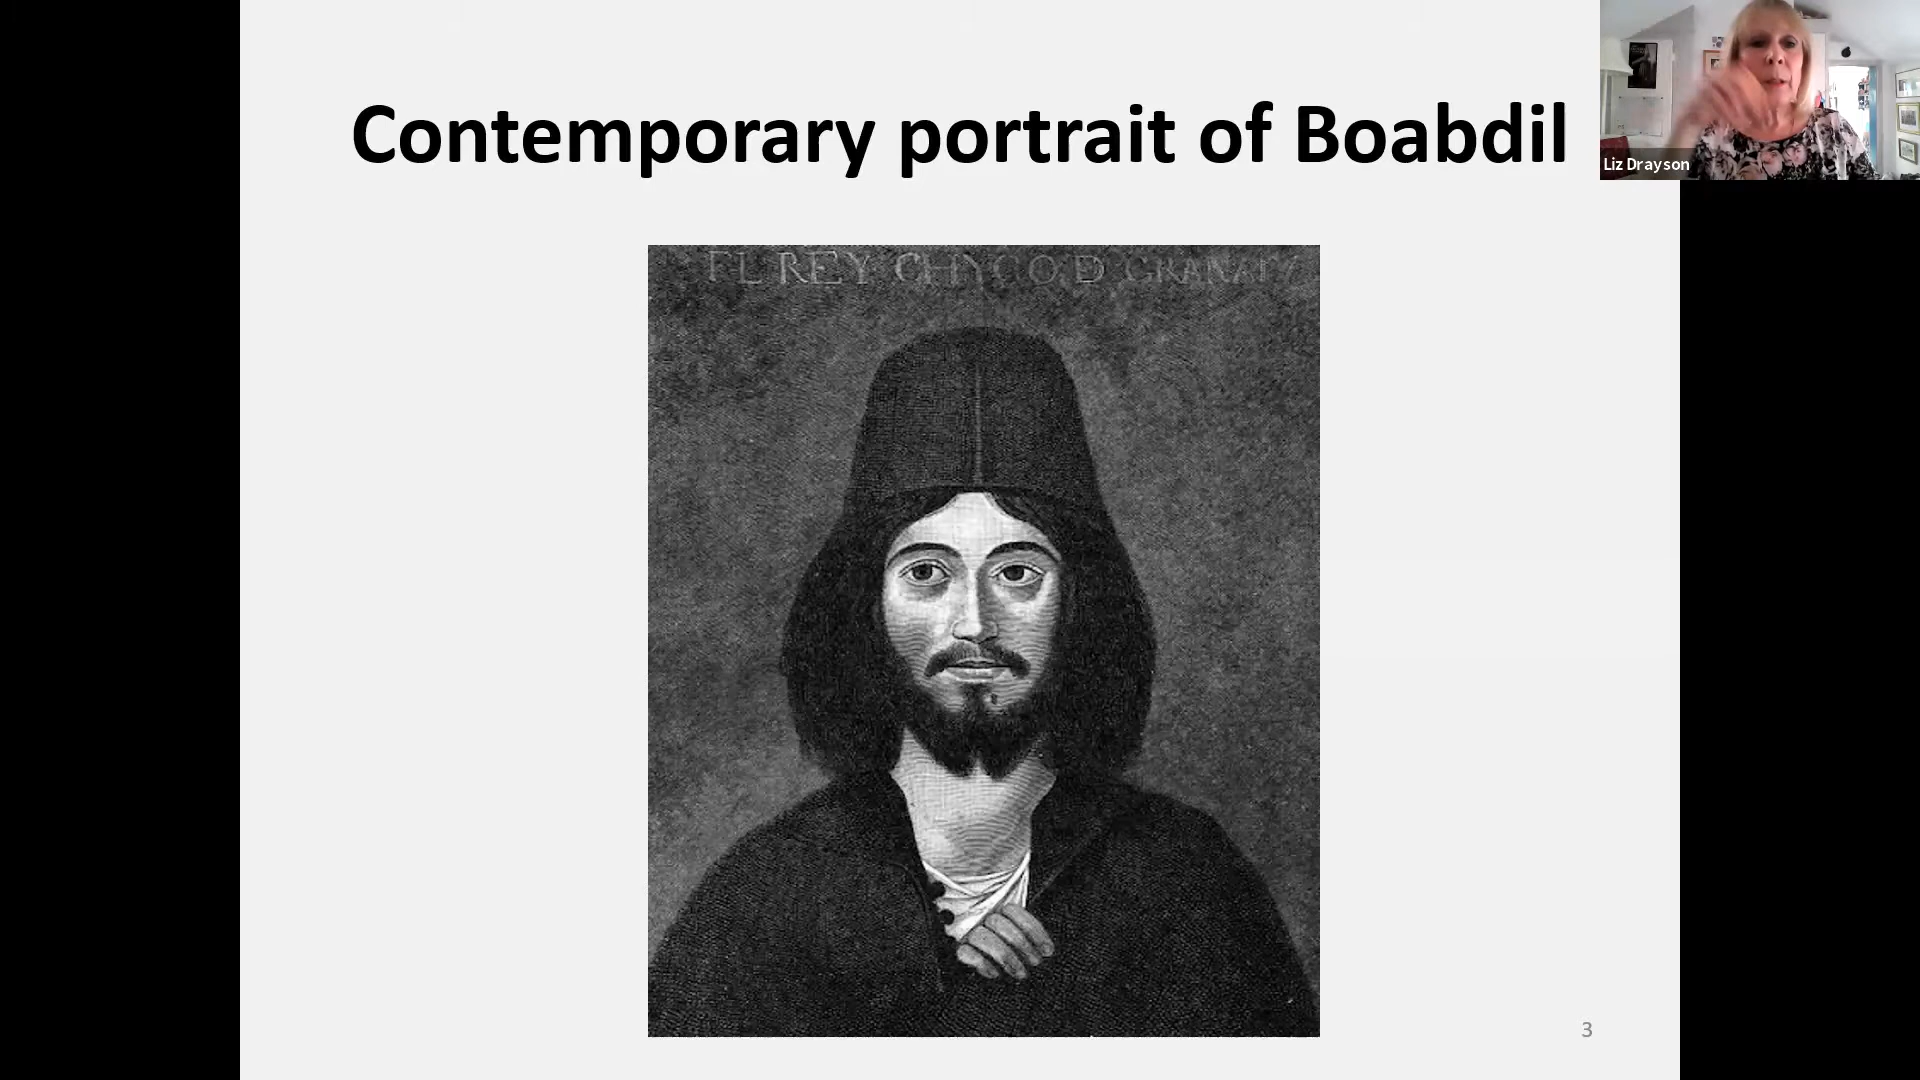 Contemporary portrait of Boabdil
Liz Drayson
EL REY CHYCO D GRANADA
3